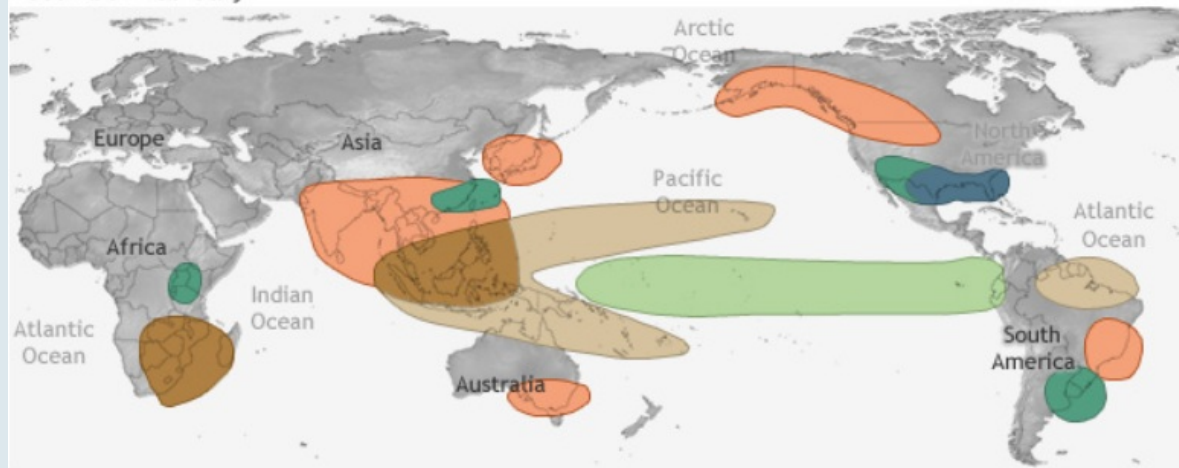 Arctic
Ocean
Europe
Asia
North
America
Pacific
Ocean
Atlantic
Ocean
Africa
Indian
Ocean
Atlantic
Ocean
South
America
Australia